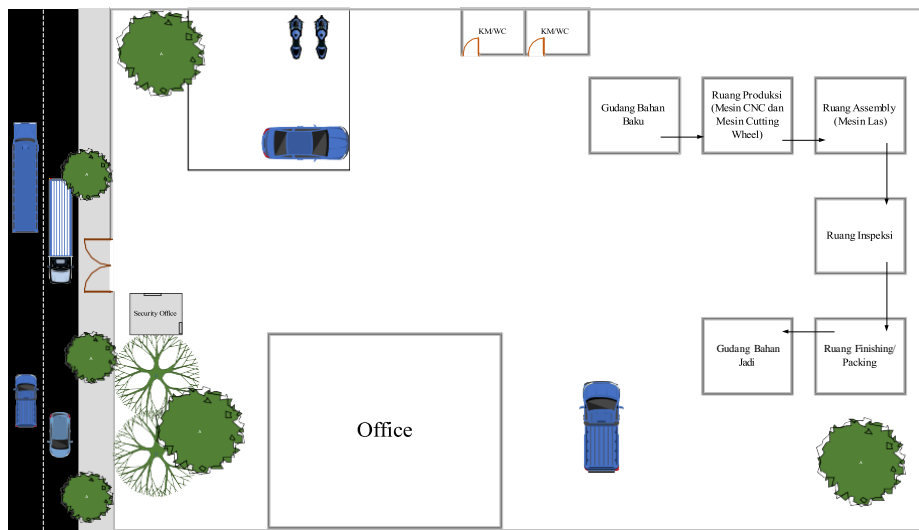 KM/WC
KM/WC
Gudang Bahan
Baku
Ruang Produksi
(Mesin CNC dan
Mesin Cutting
Wheel)
Ruang Assembly
(Mesin Las)
Ruang Inspeksi
Security Office
Gudang Bahan
Jadi
Ruang Finishing/
Packing
Office